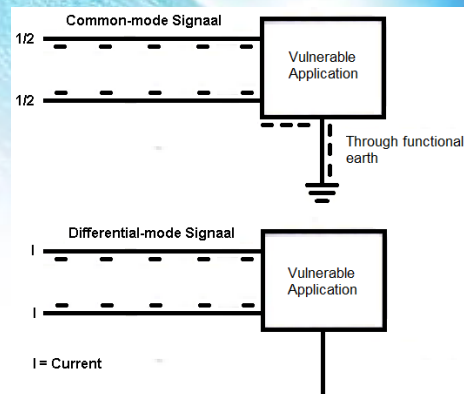 Common-mode Signaal
1/2
Vulnerable
Application
1/2
Through functional
earth
Differential-mode Signaal
I
Vulnerable
Application
I
I = Current